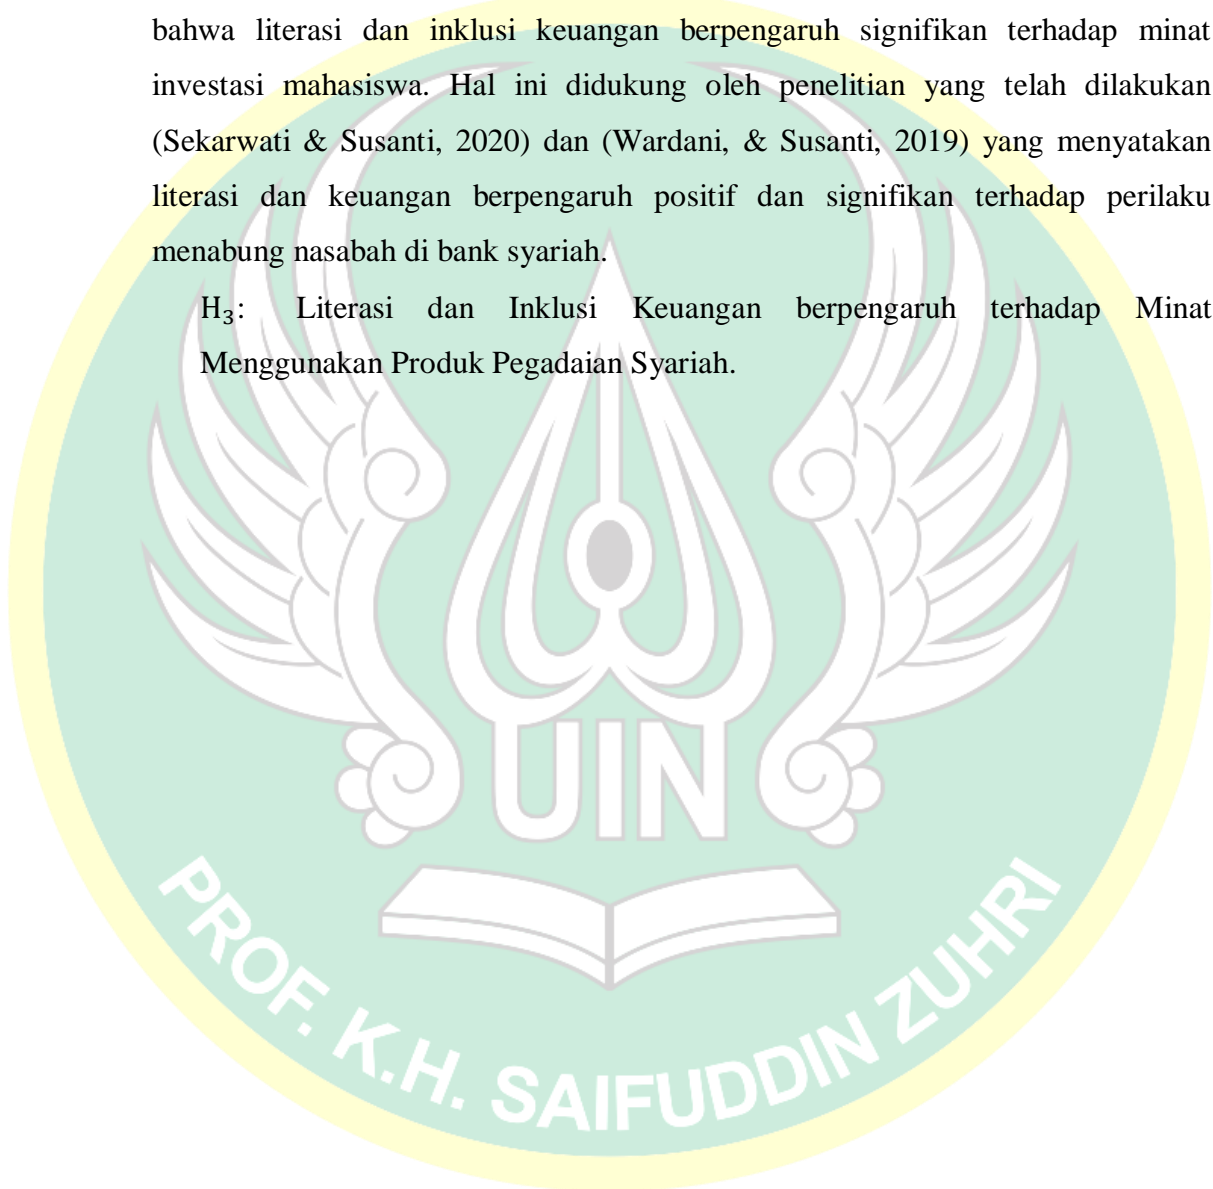 bahwa literasi dan inklusi keuangan berpengaruh signifikan terhadap minat
investasi mahasiswa. Hal ini didukung oleh penelitian yang telah dilakukan
(Sekarwati & Susanti, 2020) dan (Wardani, & Susanti, 2019) yang menyatakan
literasi dan keuangan berpengaruh positif dan signifikan terhadap perilaku
menabung nasabah di bank syariah.
H₃: Literasi dan Inklusi Keuangan berpengaruh terhadap Minat
Menggunakan Produk Pegadaian Syariah.
UIN
PROF. K.H. SAIFUDDIN ZUHRI